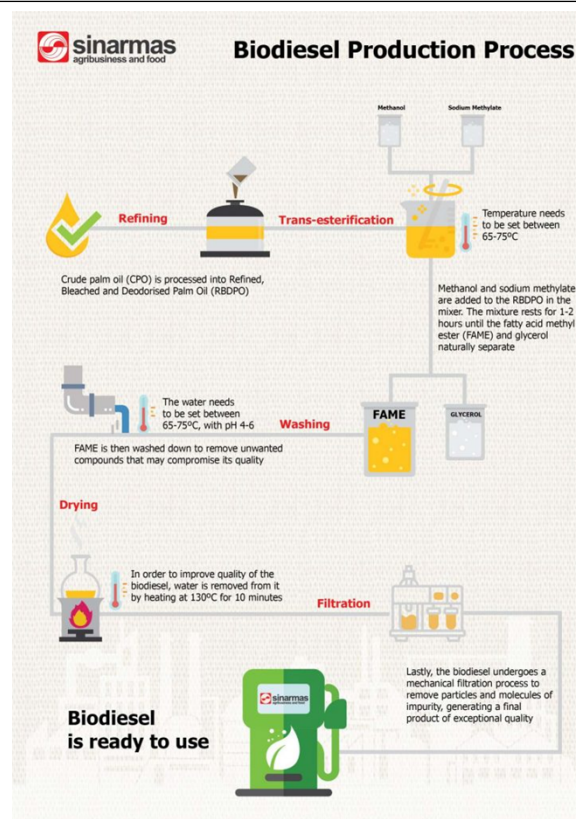 sinarmas
agribusiness and food
Biodiesel Production Process
Methanol
Sodium Methylate
Refining
Trans-esterification
Temperature needs
to be set between
65-75ºC
Crude palm oil (CPO) is processed into Refined,
Bleached and Deodorised Palm Oil (RBDPO)
Methanol and sodium methylate
are added to the RBDPO in the
mixer. The mixture rests for 1-2
hours until the fatty acid methyl
ester (FAME) and glycerol
naturally separate
The water needs
to be set between
65-75ºC, with pH 4-6
Washing
FAME
GLYCEROL
FAME is then washed down to remove unwanted
compounds that may compromise its quality
Drying
In order to improve quality of the
biodiesel, water is removed from it
by heating at 130ºC for 10 minutes
Filtration
Lastly, the biodiesel undergoes a
mechanical filtration process to
remove particles and molecules of
impurity, generating a final
product of exceptional quality
sinarmas
agribusiness and food
Biodiesel
is ready to use